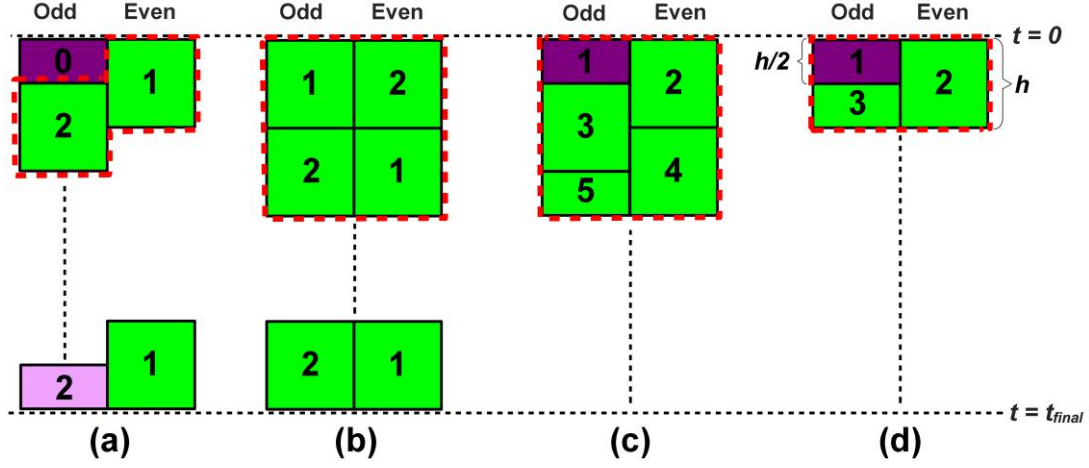 Odd Even Odd Even Odd Even Odd Even
t = 0
0 1 1 2 1 2 1 2
h/2 h
2 3 3
2 1 4
5
2 1 2 1
t = t_final
(a) (b) (c) (d)